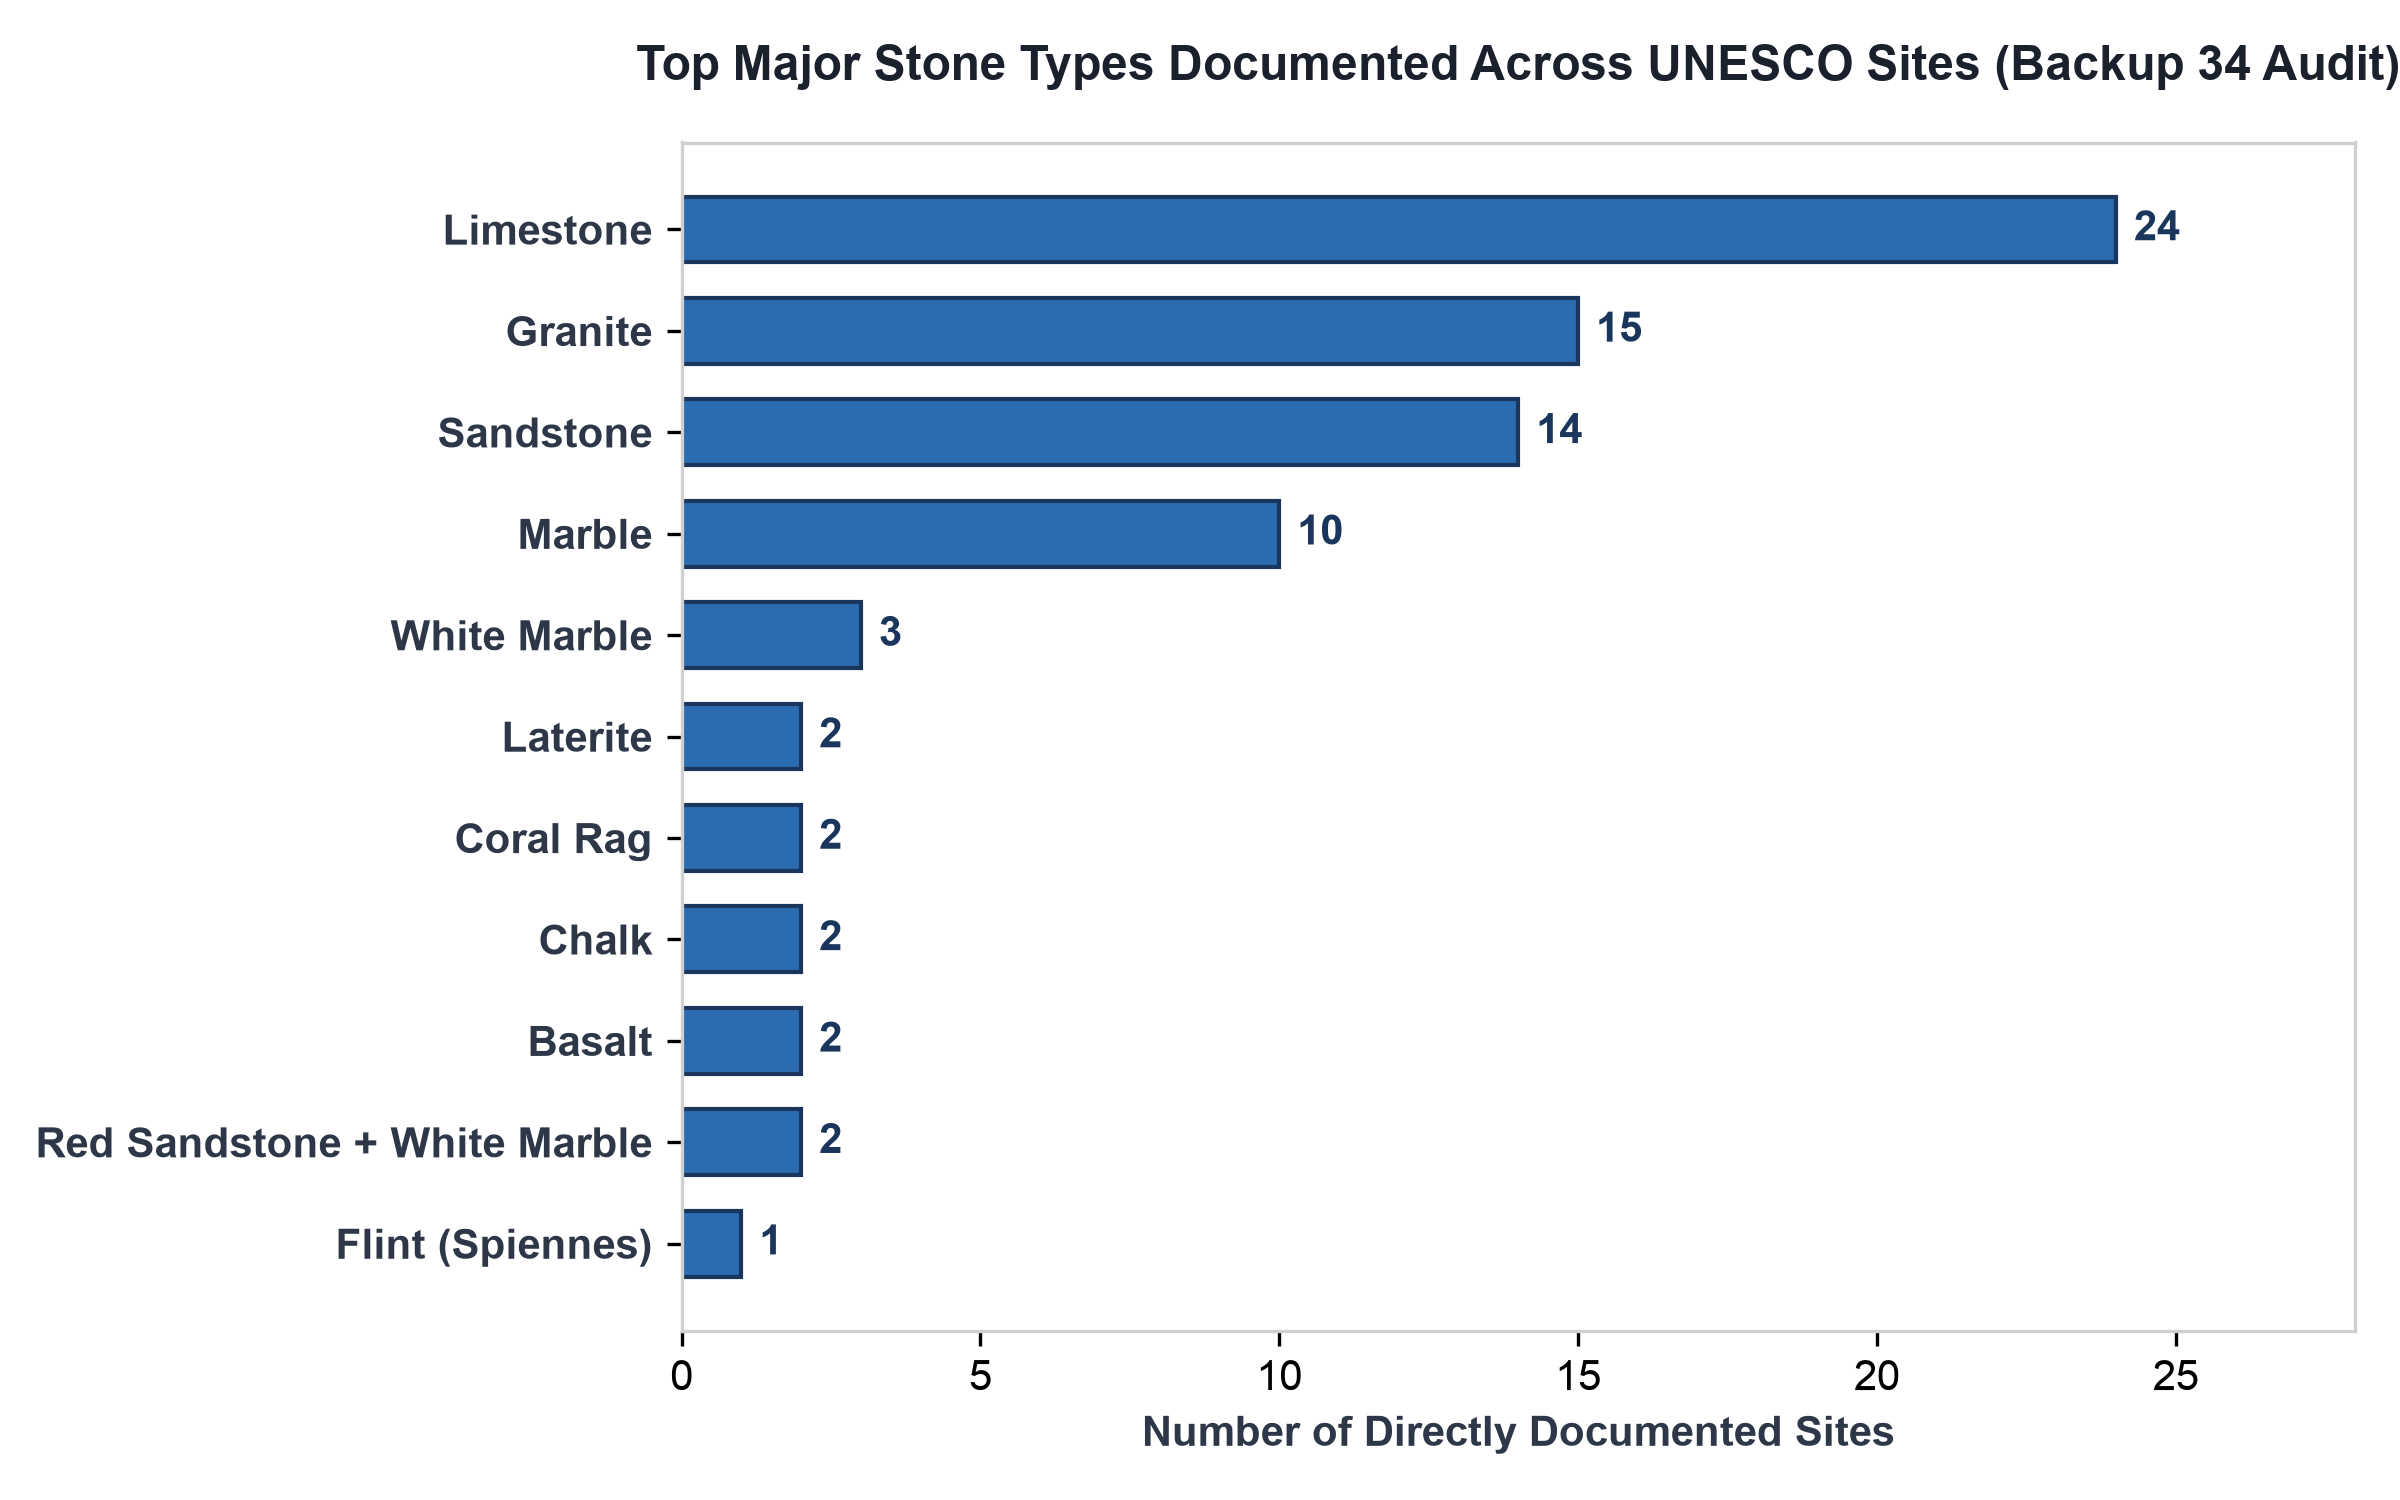 Top Major Stone Types Documented Across UNESCO Sites (Backup 34 Audit)
Limestone 24
Granite 15
Sandstone 14
Marble 10
White Marble 3
Laterite 2
Coral Rag 2
Chalk 2
Basalt 2
Red Sandstone + White Marble 2
Flint (Spiennes) 1
0 5 10 15 20 25
Number of Directly Documented Sites